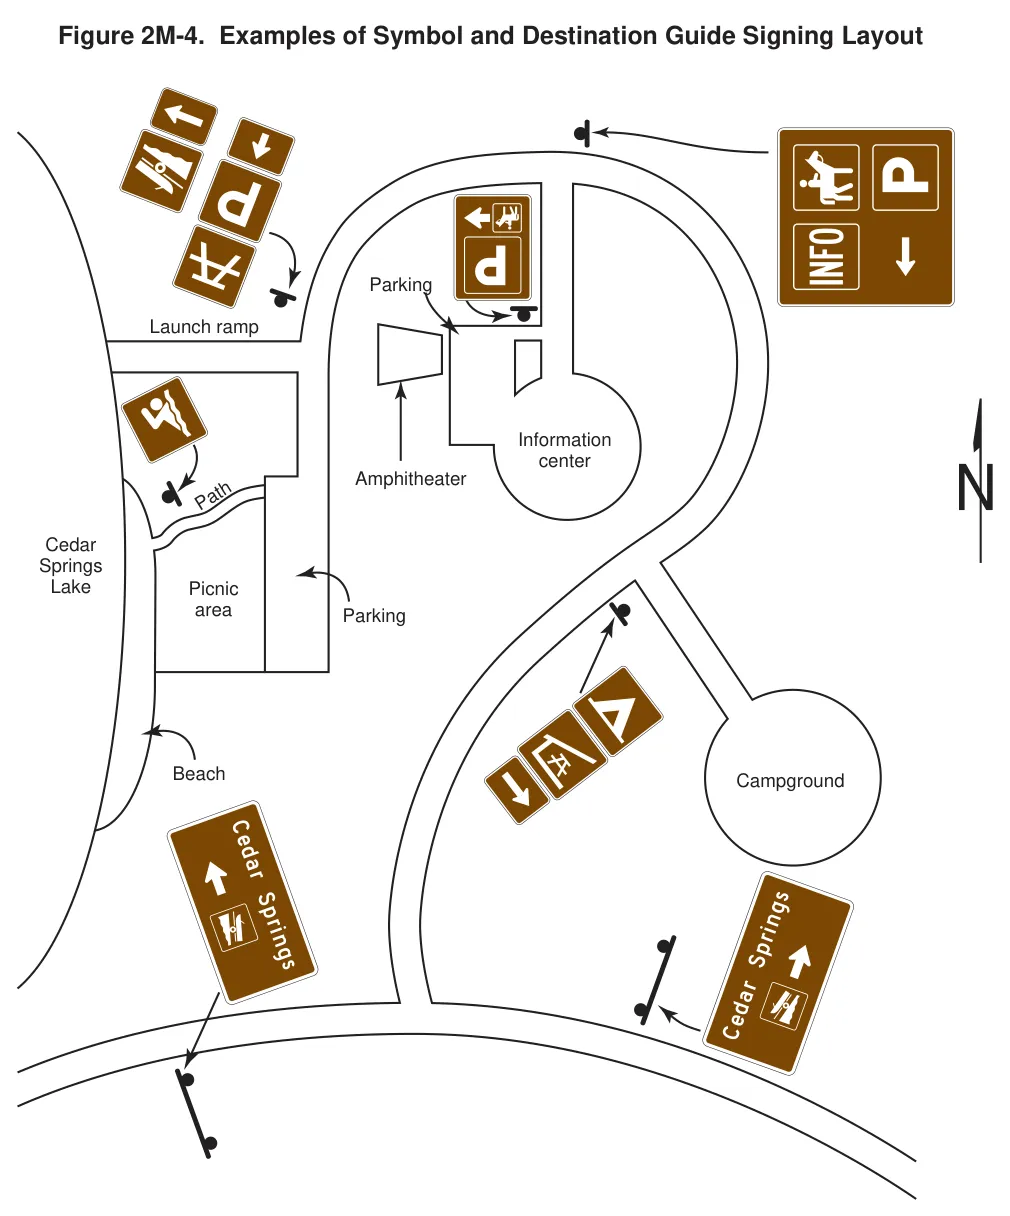 Figure 2M-4.  Examples of Symbol and Destination Guide Signing Layout
P
P
INFO
P
Parking
Launch ramp
Amphitheater
Information
center
Path
N
Cedar
Springs
Lake
Picnic
area
Parking
Beach
Campground
Cedar Springs
Cedar Springs